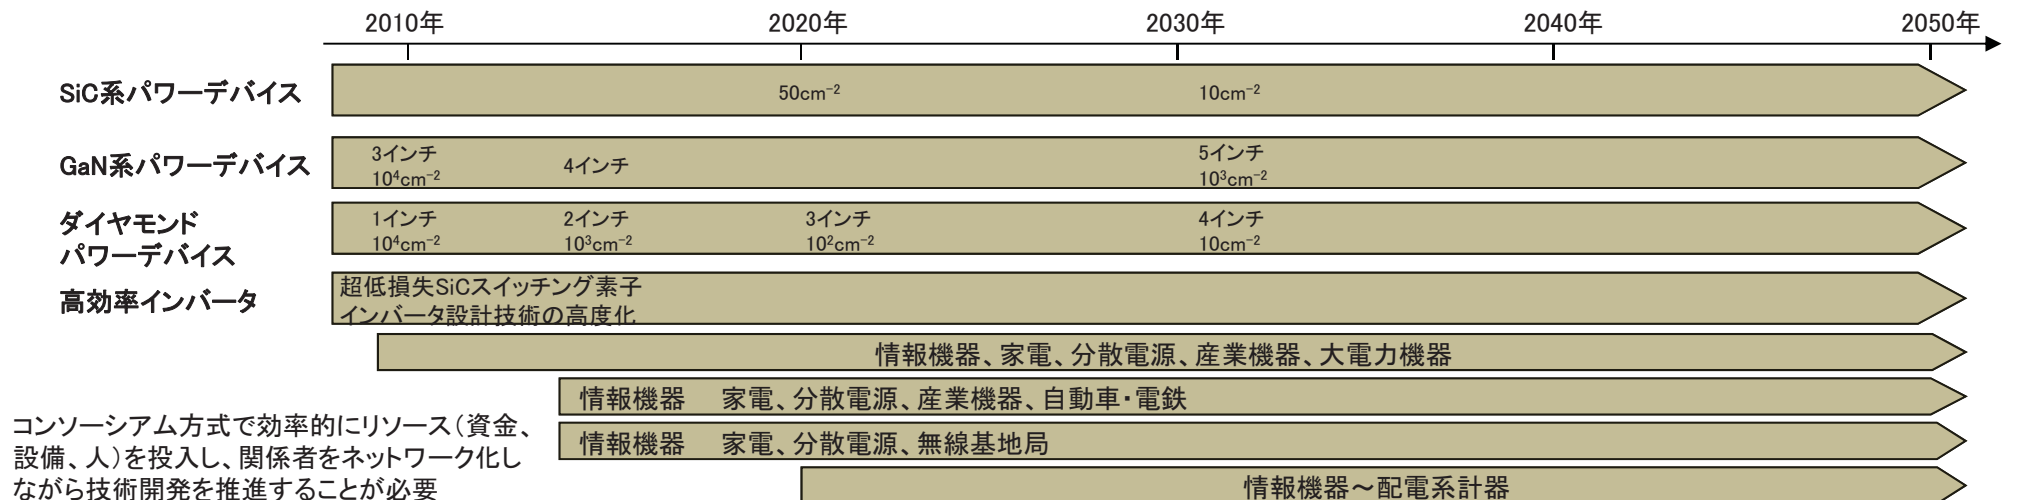 2010年 2020年 2030年 2040年 2050年
SiC系パワーデバイス 50cm⁻² 10cm⁻²
GaN系パワーデバイス
3インチ 4インチ 5インチ
10⁴cm⁻² 10³cm⁻²
ダイヤモンド
パワーデバイス
1インチ 2インチ 3インチ 4インチ
10⁴cm⁻² 10³cm⁻² 10²cm⁻² 10cm⁻²
高効率インバータ
超低損失SiCスイッチング素子
インバータ設計技術の高度化
情報機器、家電、分散電源、産業機器、大電力機器
情報機器 家電、分散電源、産業機器、自動車・電鉄
情報機器 家電、分散電源、無線基地局
情報機器～配電系計器
コンソーシアム方式で効率的にリソース（資金、
設備、人）を投入し、関係者をネットワーク化し
ながら技術開発を推進することが必要